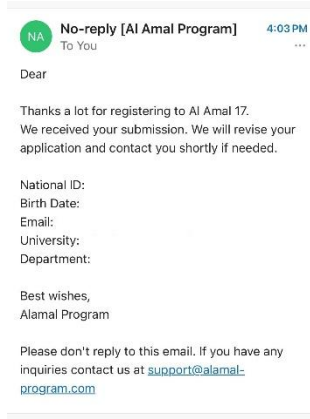 NA
No-reply [Al Amal Program]
4:03 PM
To You
...
Dear
Thanks a lot for registering to Al Amal 17.
We received your submission. We will revise your
application and contact you shortly if needed.
National ID:
Birth Date:
Email:
University:
Department:
Best wishes,
Alamal Program
Please don't reply to this email. If you have any
inquiries contact us at support@alamal-
program.com